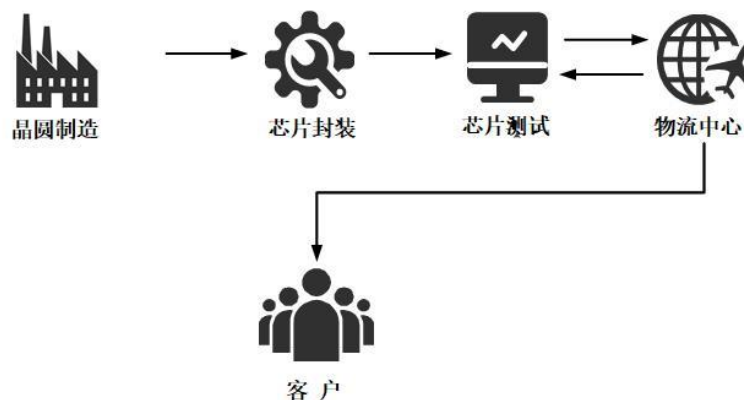 晶圆制造
芯片封装
芯片测试
物流中心
客 户